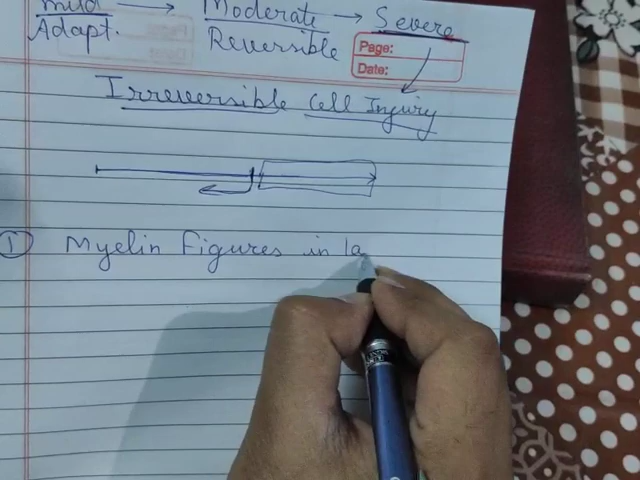 Mild → Moderate → Severe
Adapt. Reversible
Page:
Date:
Irreversible Cell Injury
① Myelin Figures in la